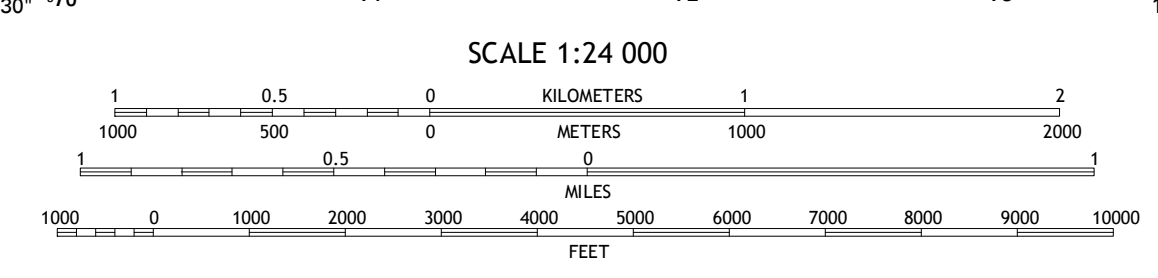 30"
SCALE 1:24 000
1 0.5 0 KILOMETERS 1 2
1000 500 0 METERS 1000 2000
1 0.5 0 1
MILES
1000 0 1000 2000 3000 4000 5000 6000 7000 8000 9000 10000
FEET